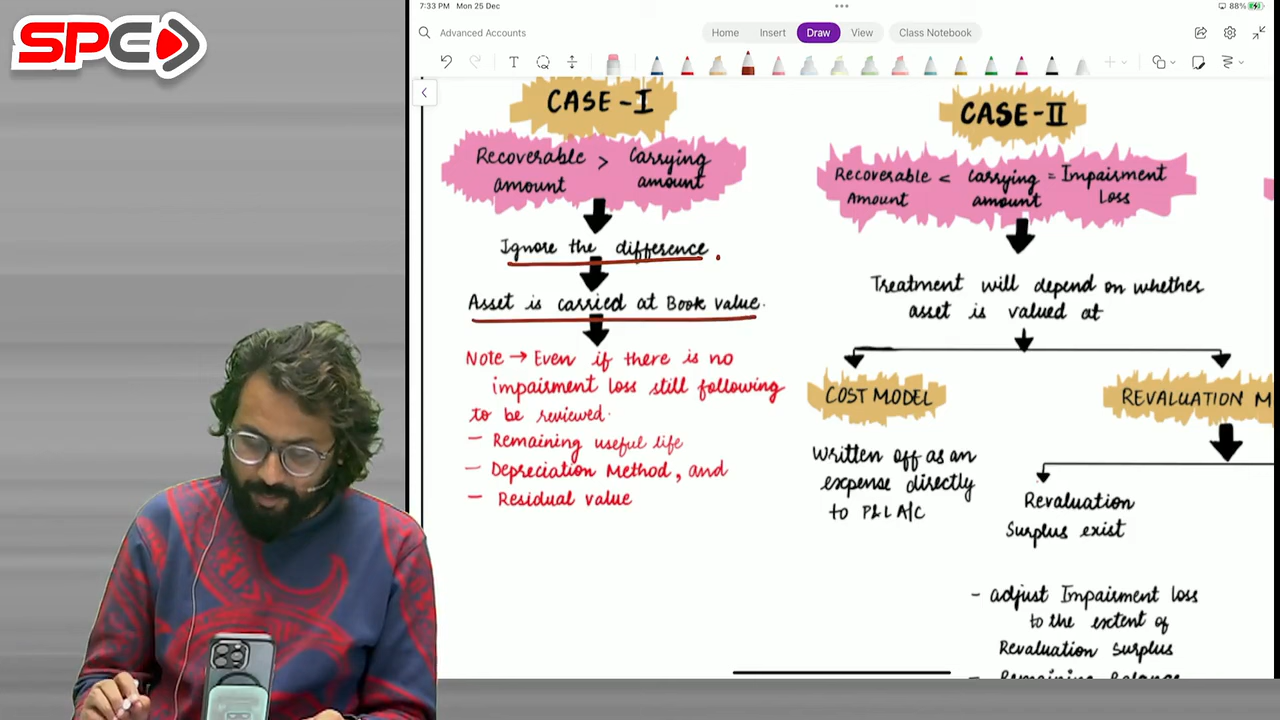 SPC
7:33 PM Mon 25 Dec
88%
Advanced Accounts
Home Insert Draw View Class Notebook
CASE - I
Recoverable amount > Carrying amount
Ignore the difference.
Asset is carried at Book value.
Note → Even if there is no
impairment loss still following
to be reviewed.
- Remaining useful life
- Depreciation Method, and
- Residual value
CASE - II
Recoverable Amount < Carrying amount = Impairment Loss
Treatment will depend on whether
asset is valued at
COST MODEL
Written off as an
expense directly
to P&L A/C
REVALUATION M
Revaluation
Surplus exist
- adjust Impairment loss
to the extent of
Revaluation Surplus
- Remaining Balance